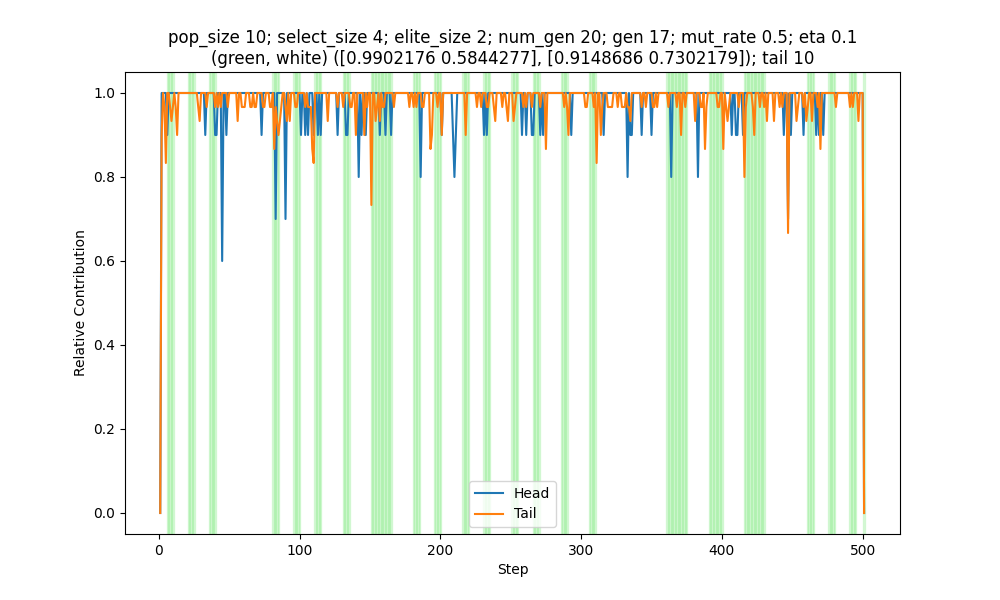 pop_size 10; select_size 4; elite_size 2; num_gen 20; gen 17; mut_rate 0.5; eta 0.1
(green, white) ([0.9902176 0.5844277], [0.9148686 0.7302179]); tail 10
1.0
0.8
0.6
0.4
0.2
0.0
Relative Contribution
Head
Tail
0
100
200
300
400
500
Step